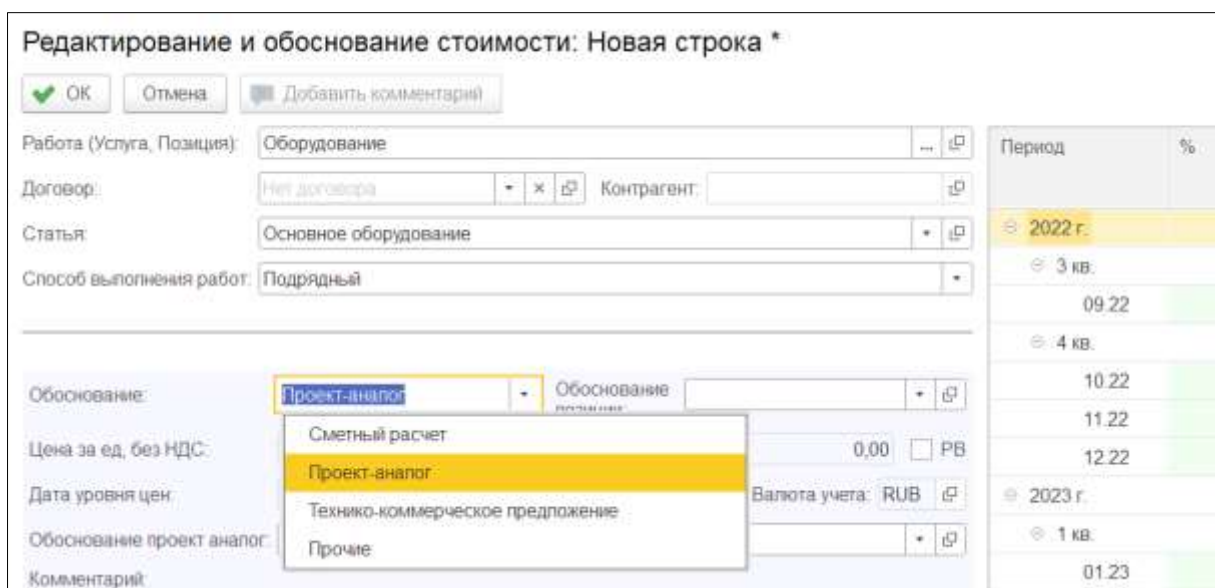 Редактирование и обоснование стоимости: Новая строка *
ОК Отмена Добавить комментарий
Работа (Услуга, Позиция): Оборудование ...
Период %
Договор: Нет договора × Контрагент:
Статья: Основное оборудование
2022 г.
Способ выполнения работ: Подрядный
3 кв.
09.22
4 кв.
Обоснование: Проект-аналог Обоснование позиции:
10.22
Сметный расчет
11.22
Цена за ед, без НДС: 0,00 РВ
12.22
Проект-аналог
Дата уровня цен: Валюта учета: RUB
2023 г.
Технико-коммерческое предложение
Обоснование проект аналог:
1 кв.
Прочие
Комментарий:
01.23